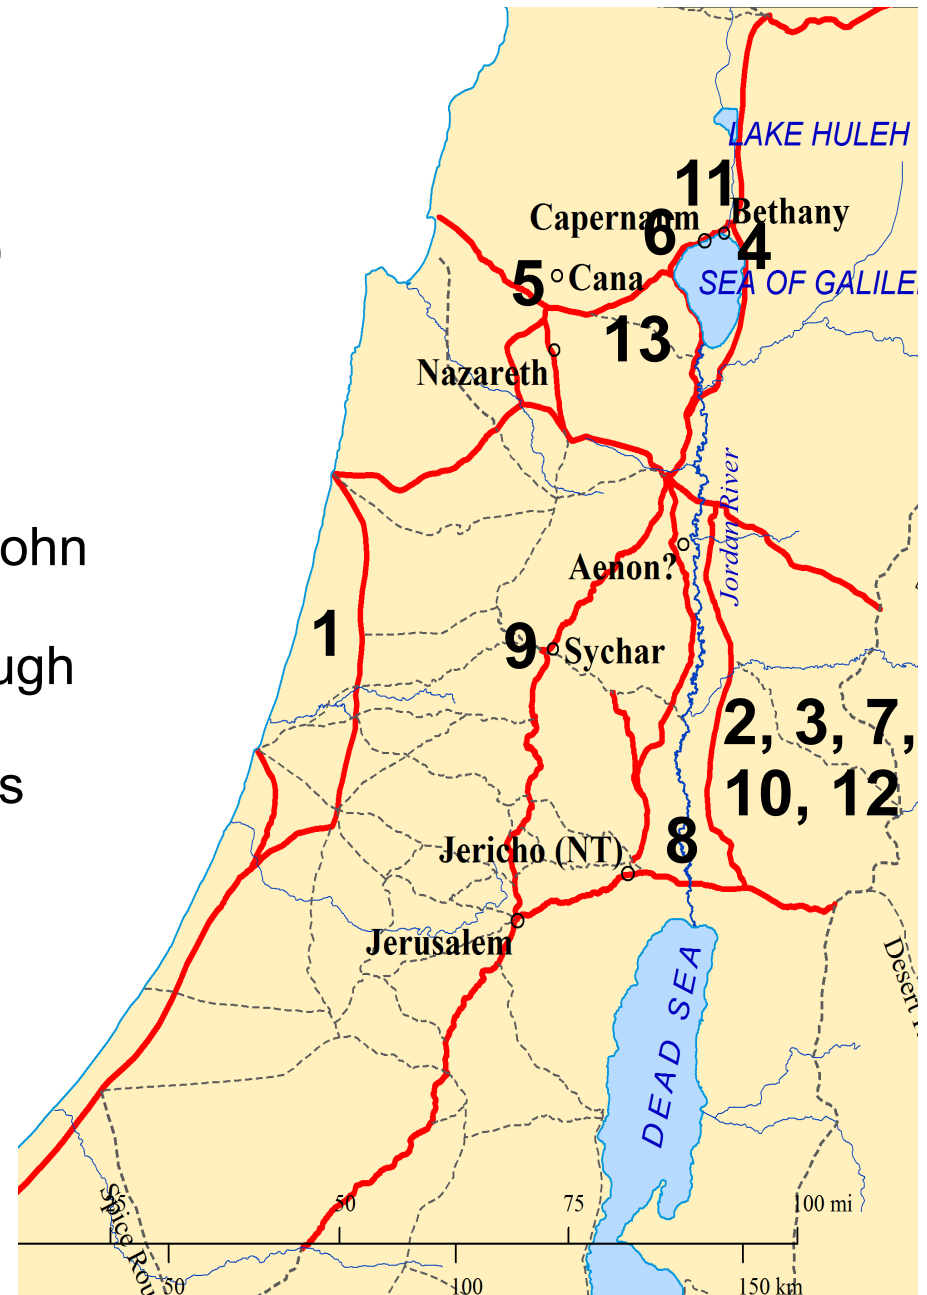 LAKE HULEH
11
Bethany
Capernaum
6
4
SEA OF GALILE
5
Cana
13
Nazareth
Jordan River
ohn
Aenon?
1
9
Sychar
ugh
2, 3, 7,
10, 12
s
8
Jericho (NT)
Jerusalem
Desert
DEAD SEA
Spice Rou
50
75
100 mi
50
100
150 km